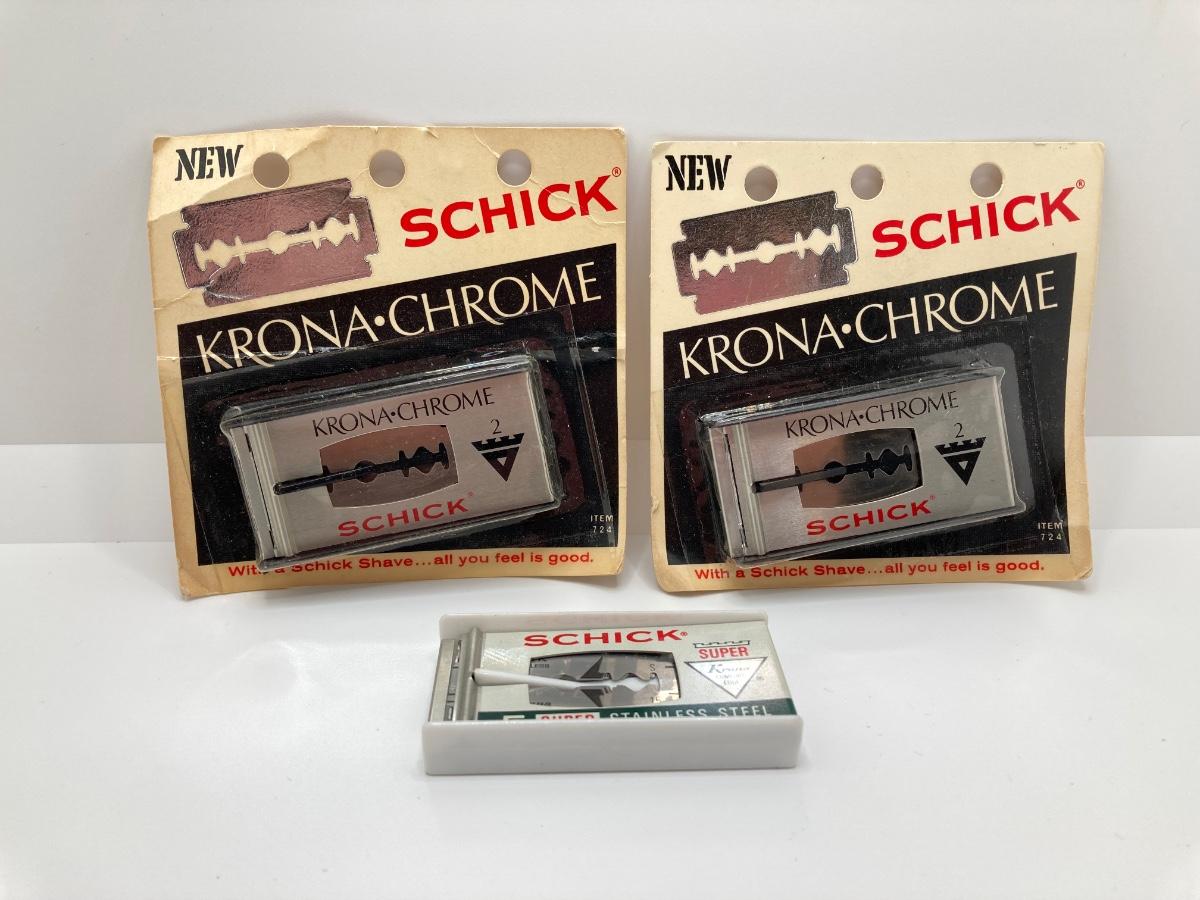 NEW
SCHICK®
KRONA•CHROME
KRONA•CHROME
2
SCHICK®
ITEM
724
With a Schick Shave...all you feel is good.
NEW
SCHICK®
KRONA•CHROME
KRONA•CHROME
2
SCHICK®
ITEM
724
With a Schick Shave...all you feel is good.
SCHICK®
SUPER
Krona
SUPER STAINLESS STEEL